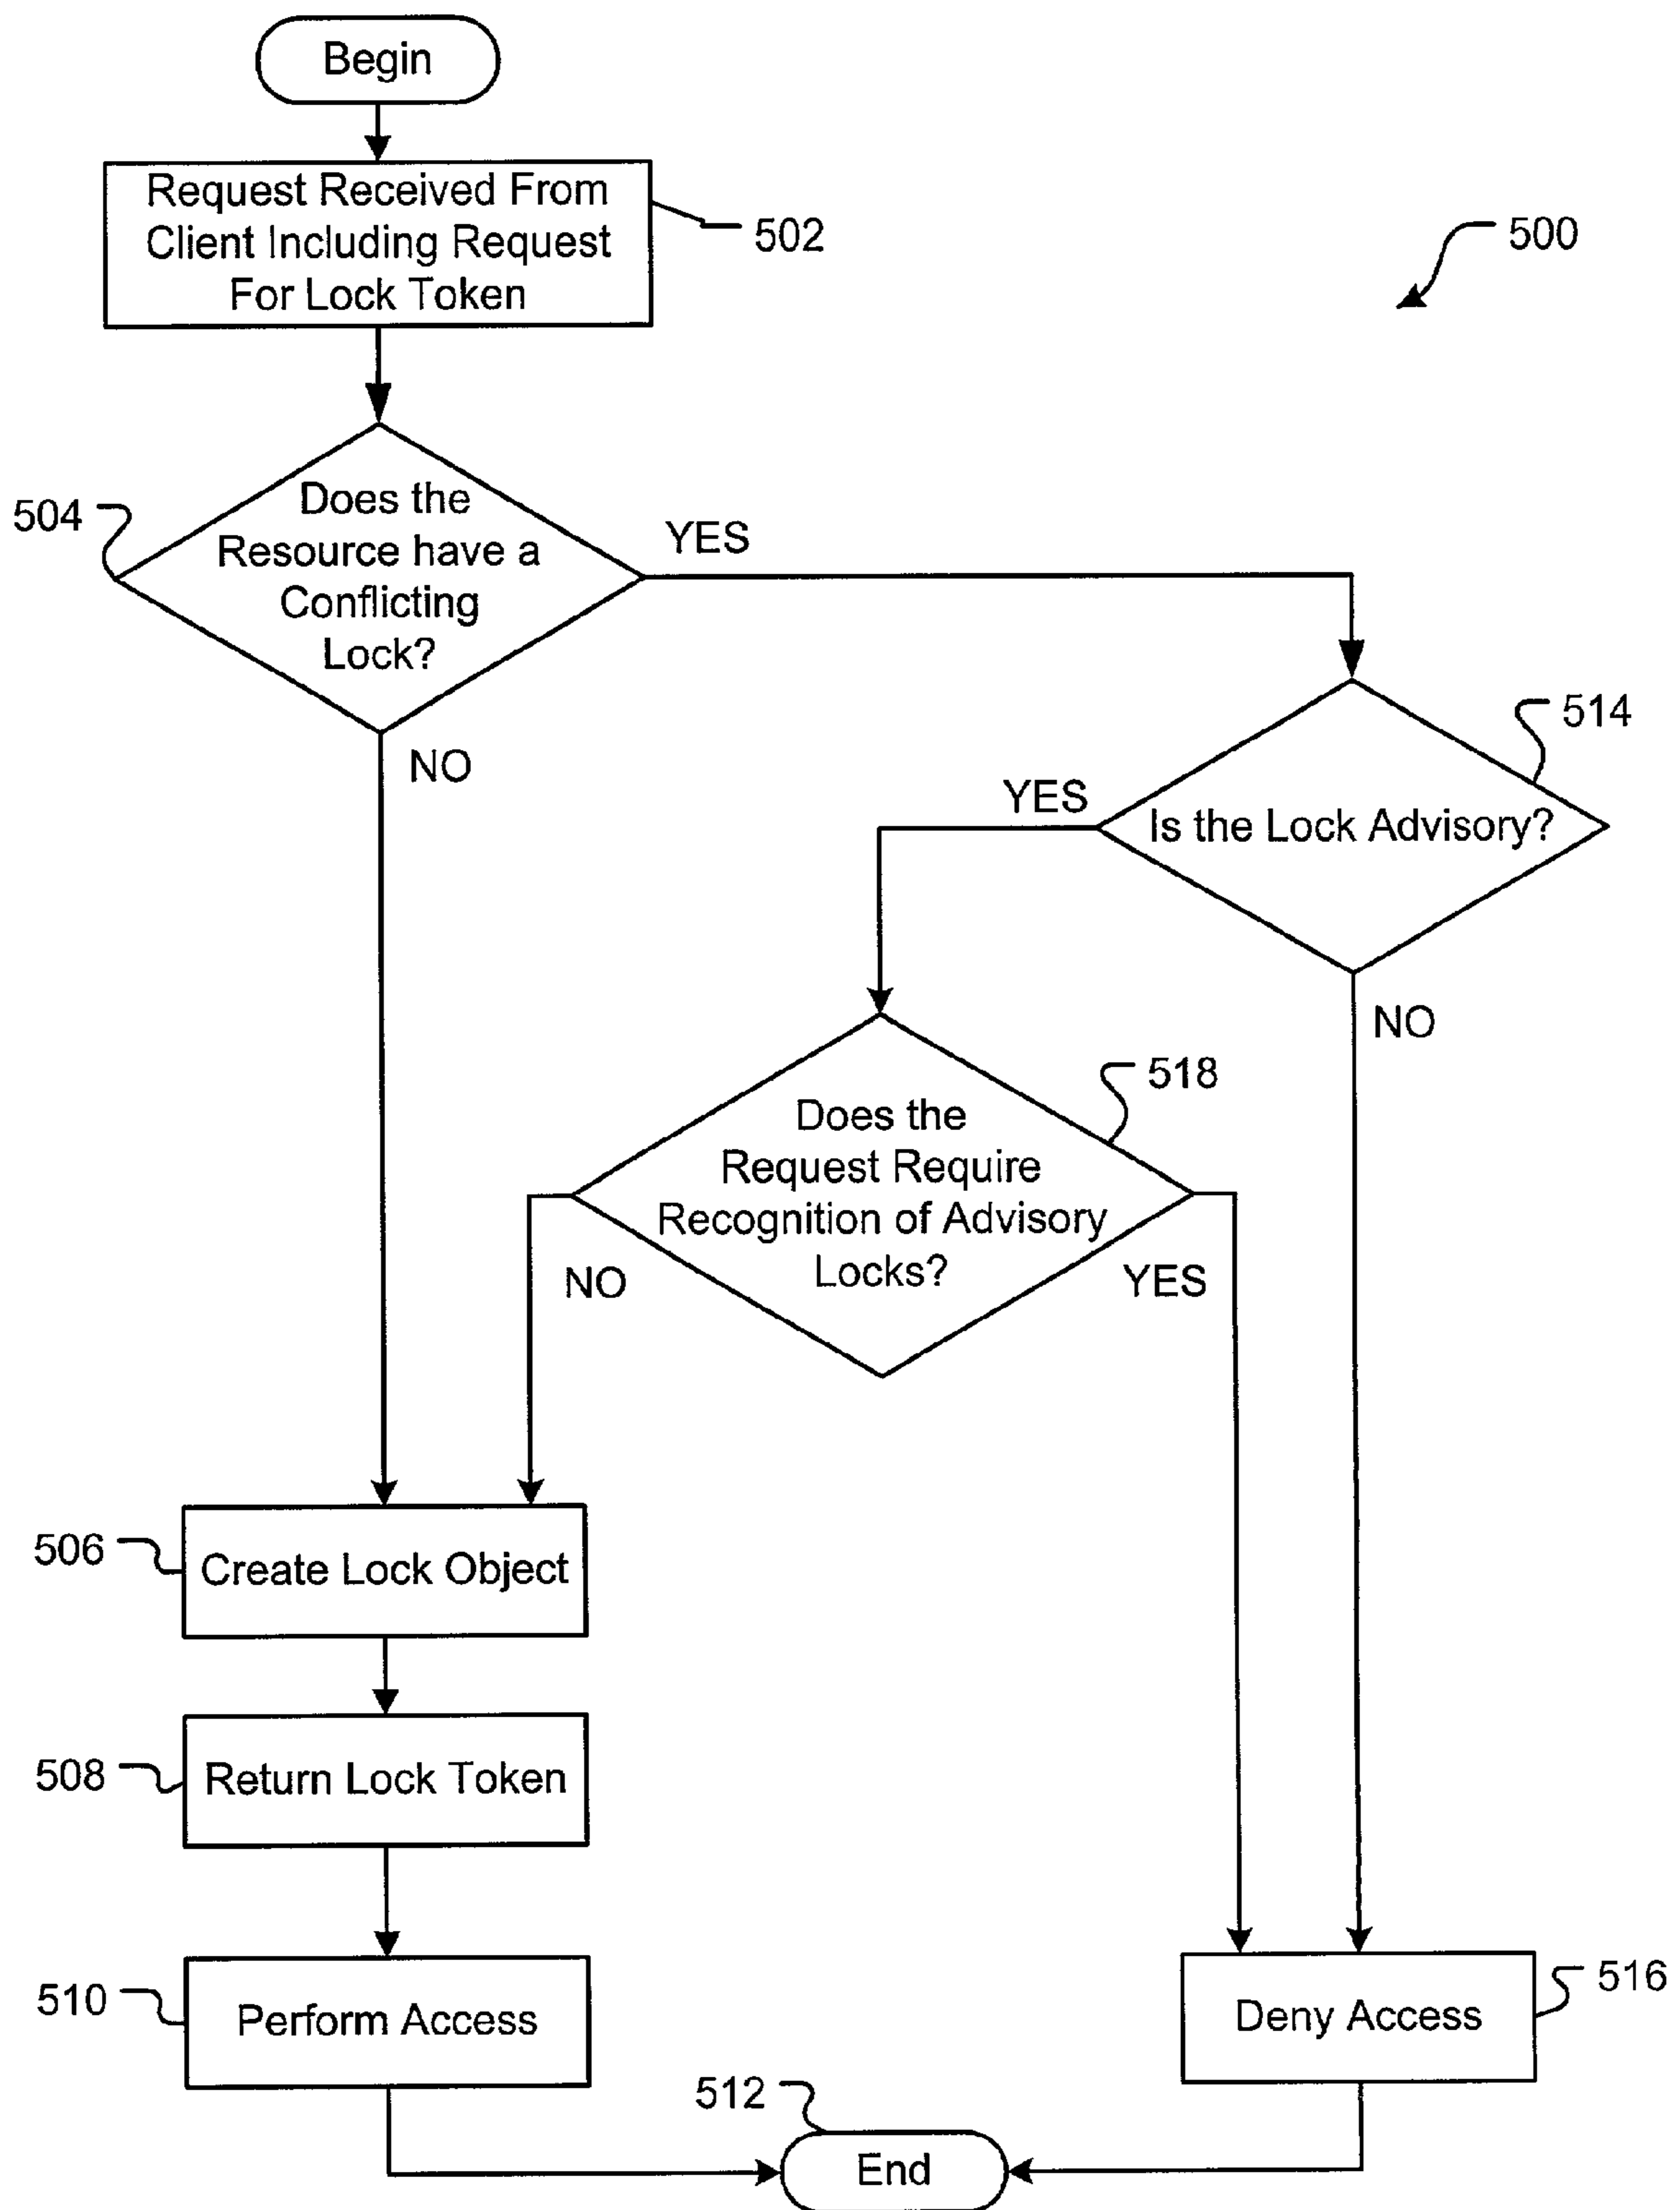 Begin
Request Received From
Client Including Request
For Lock Token
502
500
504
Does the
Resource have a
Conflicting
Lock?
YES
NO
514
Is the Lock Advisory?
YES
NO
518
Does the
Request Require
Recognition of Advisory
Locks?
NO
YES
506
Create Lock Object
508
Return Lock Token
510
Perform Access
516
Deny Access
512
End